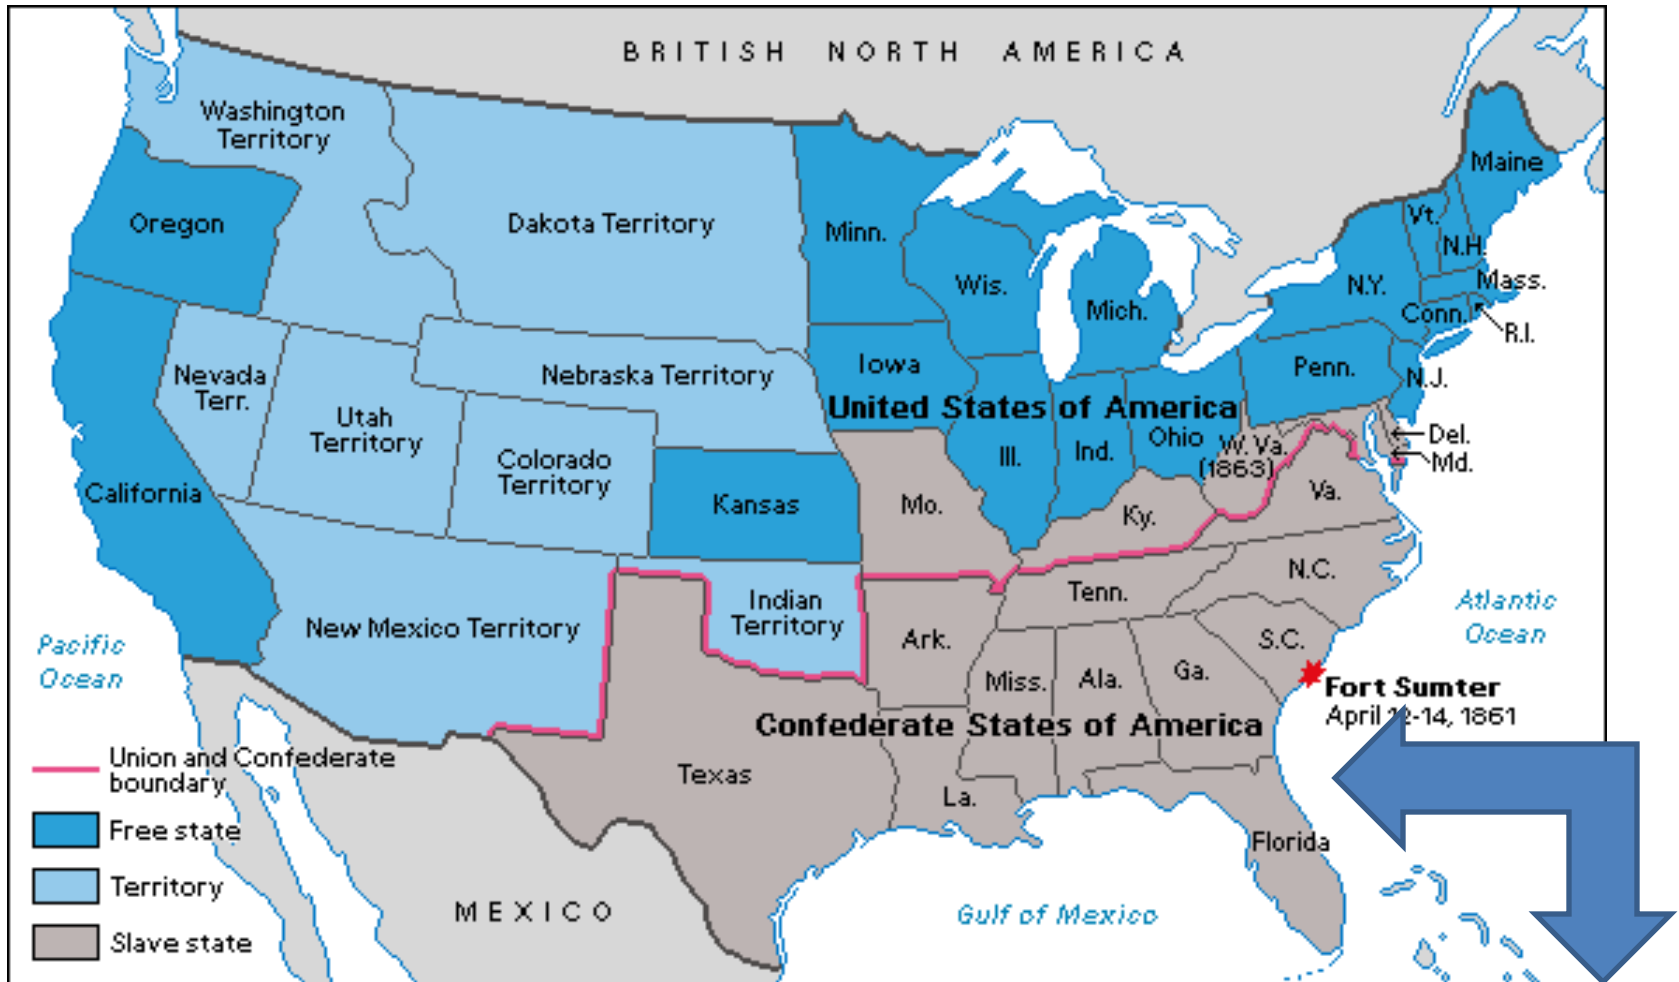 BRITISH NORTH AMERICA
Washington
Territory
Maine
Oregon
Dakota Territory
Minn.
Vt.
N.H.
Wis.
Mich.
N.Y.
Mass.
Conn.
R.I.
Nevada
Terr.
Nebraska Territory
Iowa
Penn.
N.J.
Utah
Territory
United States of America
Colorado
Territory
Ill.
Ind.
Ohio
W. Va.
(1863)
Del.
Md.
California
Kansas
Mo.
Ky.
Va.
New Mexico Territory
Indian
Territory
Tenn.
N.C.
Atlantic
Ocean
Pacific
Ocean
Ark.
Miss.
Ala.
Ga.
S.C.
Fort Sumter
April 12-14, 1861
Confederate States of America
Texas
La.
Florida
MEXICO
Gulf of Mexico
Union and Confederate
boundary
Free state
Territory
Slave state